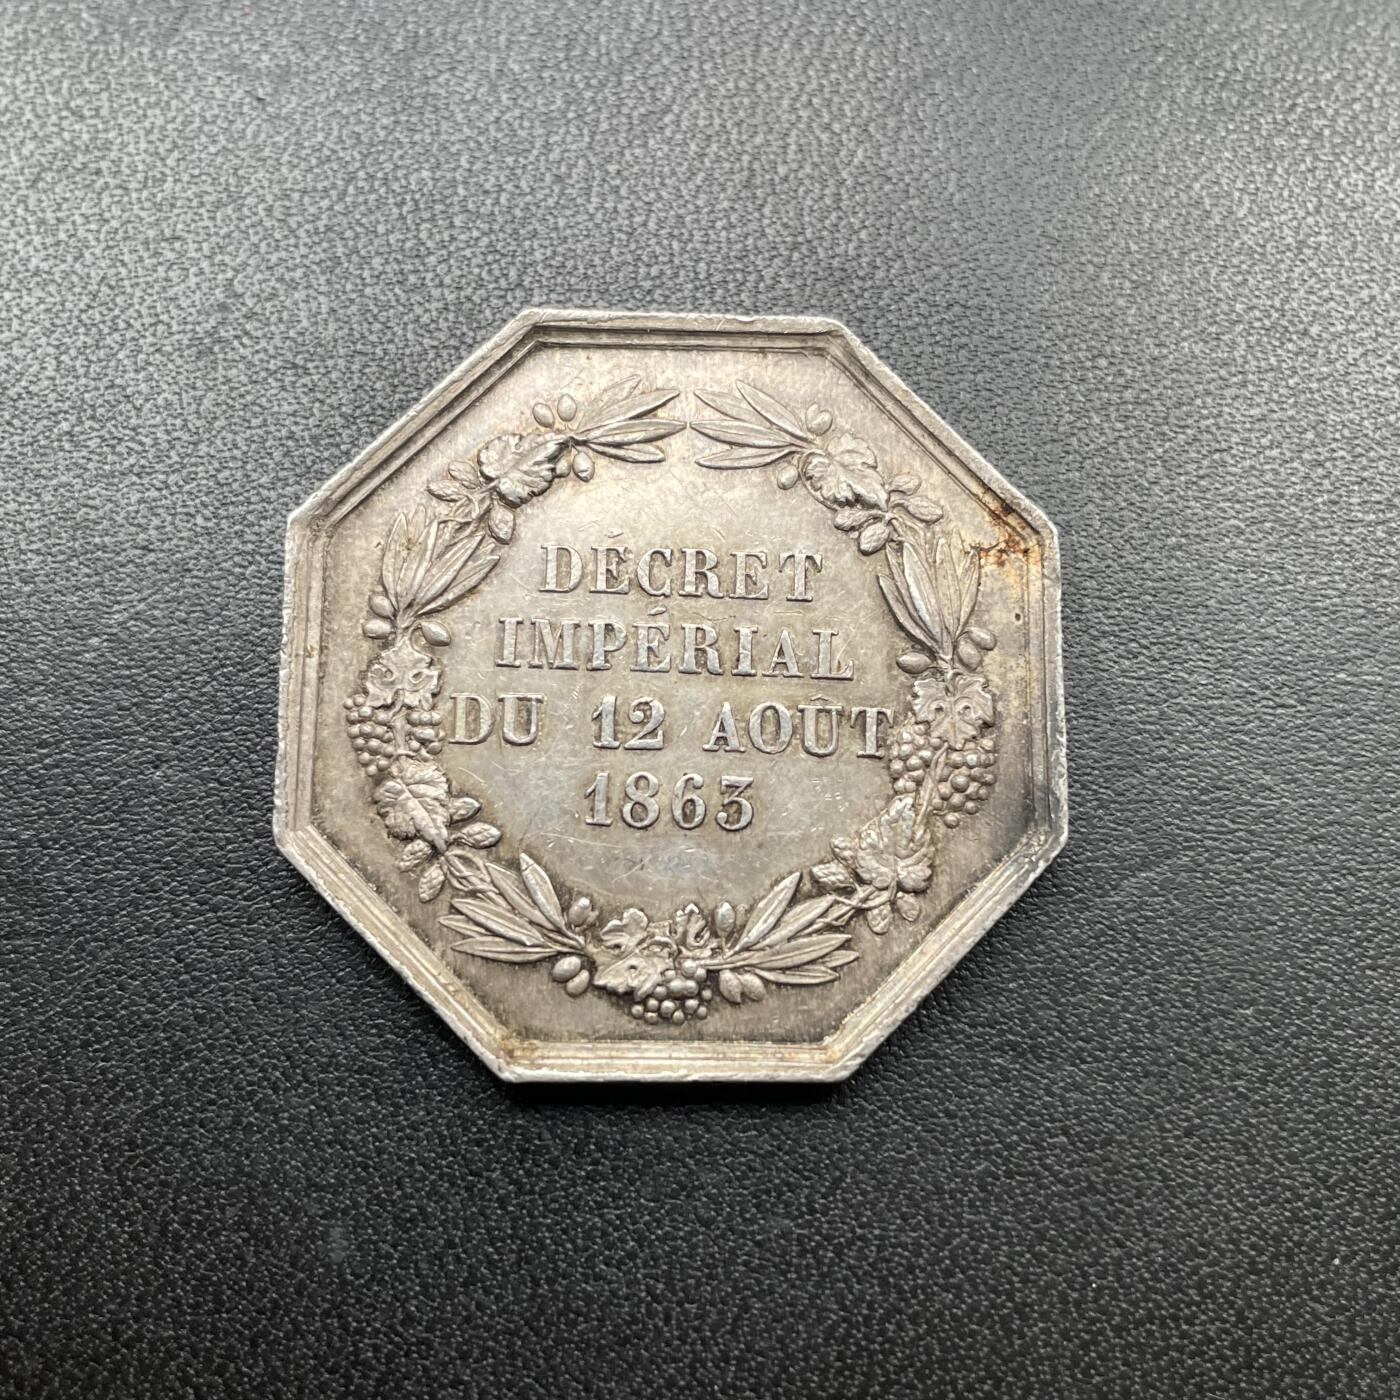 DÉCRET
IMPÉRIAL
DU 12 AOÛT
1863